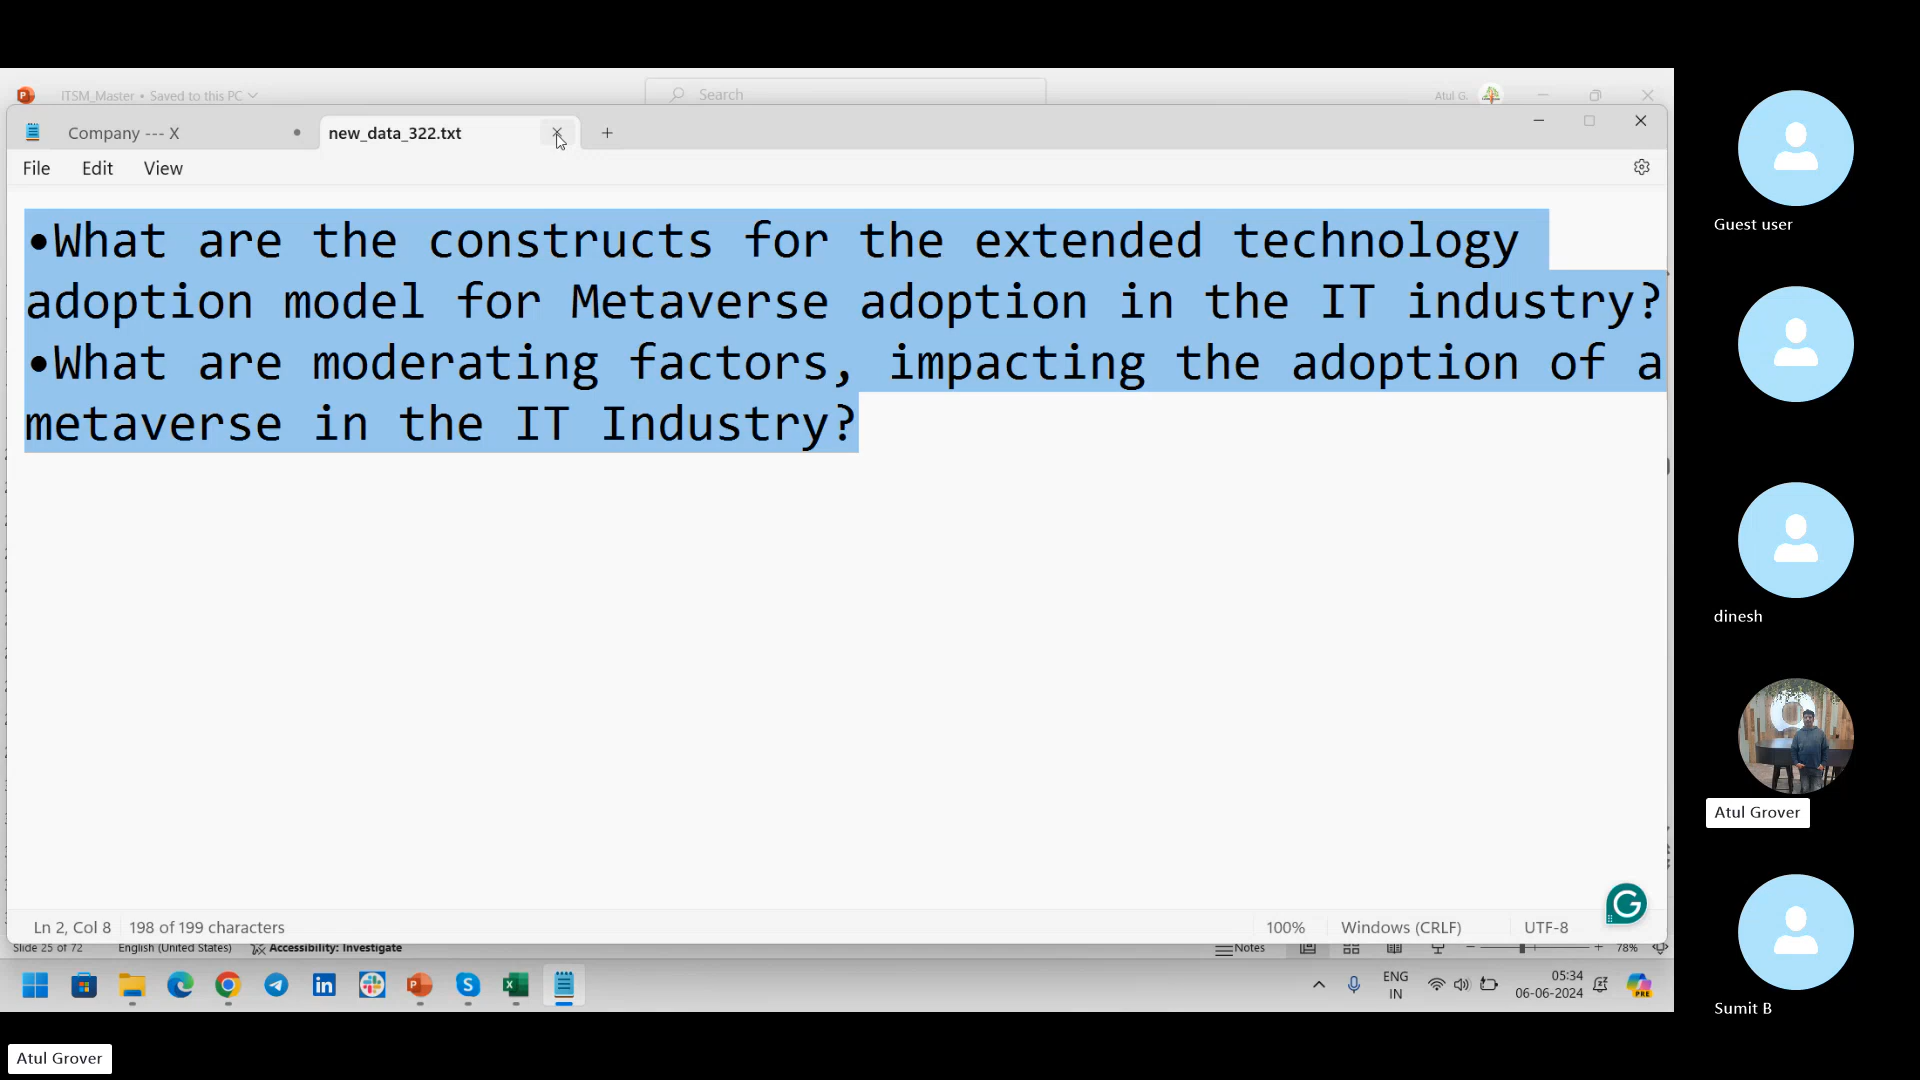 ITSM_Master • Saved to this PC
Search
Atul G.
Company --- X
new_data_322.txt
File Edit View
•What are the constructs for the extended technology
adoption model for Metaverse adoption in the IT industry?
•What are moderating factors, impacting the adoption of a
metaverse in the IT Industry?
Ln 2, Col 8
198 of 199 characters
100%
Windows (CRLF)
UTF-8
Slide 25 of 72
English (United States)
Accessibility: Investigate
Notes
78%
ENG
IN
05:34
06-06-2024
PRE
Guest user
dinesh
Atul Grover
Sumit B
Atul Grover